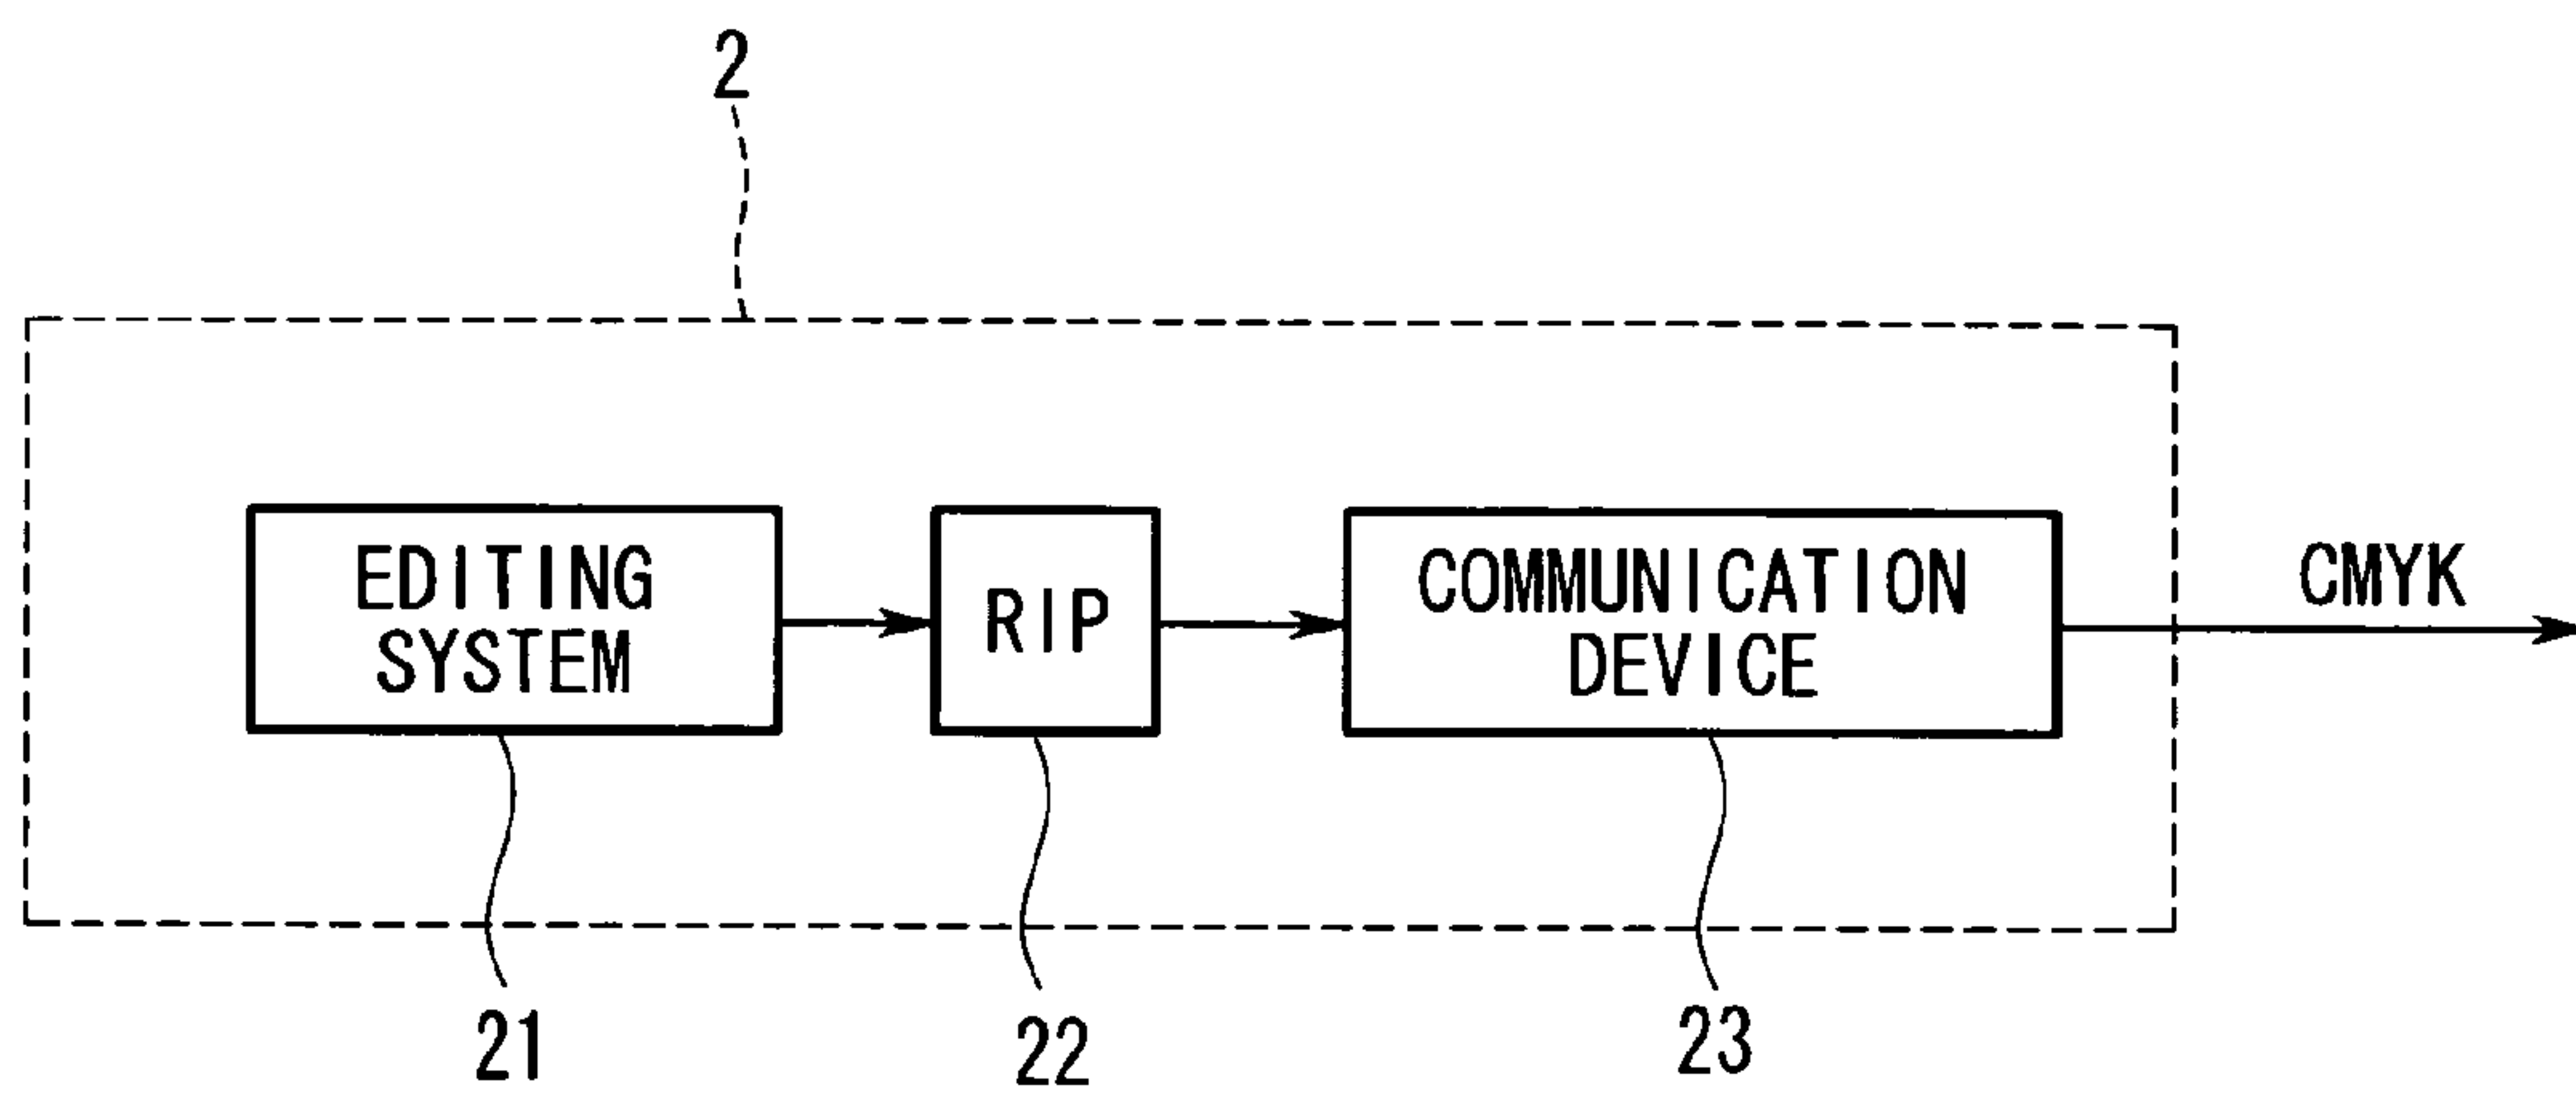 2
EDITING
SYSTEM
RIP
COMMUNICATION
DEVICE
CMYK
21
22
23